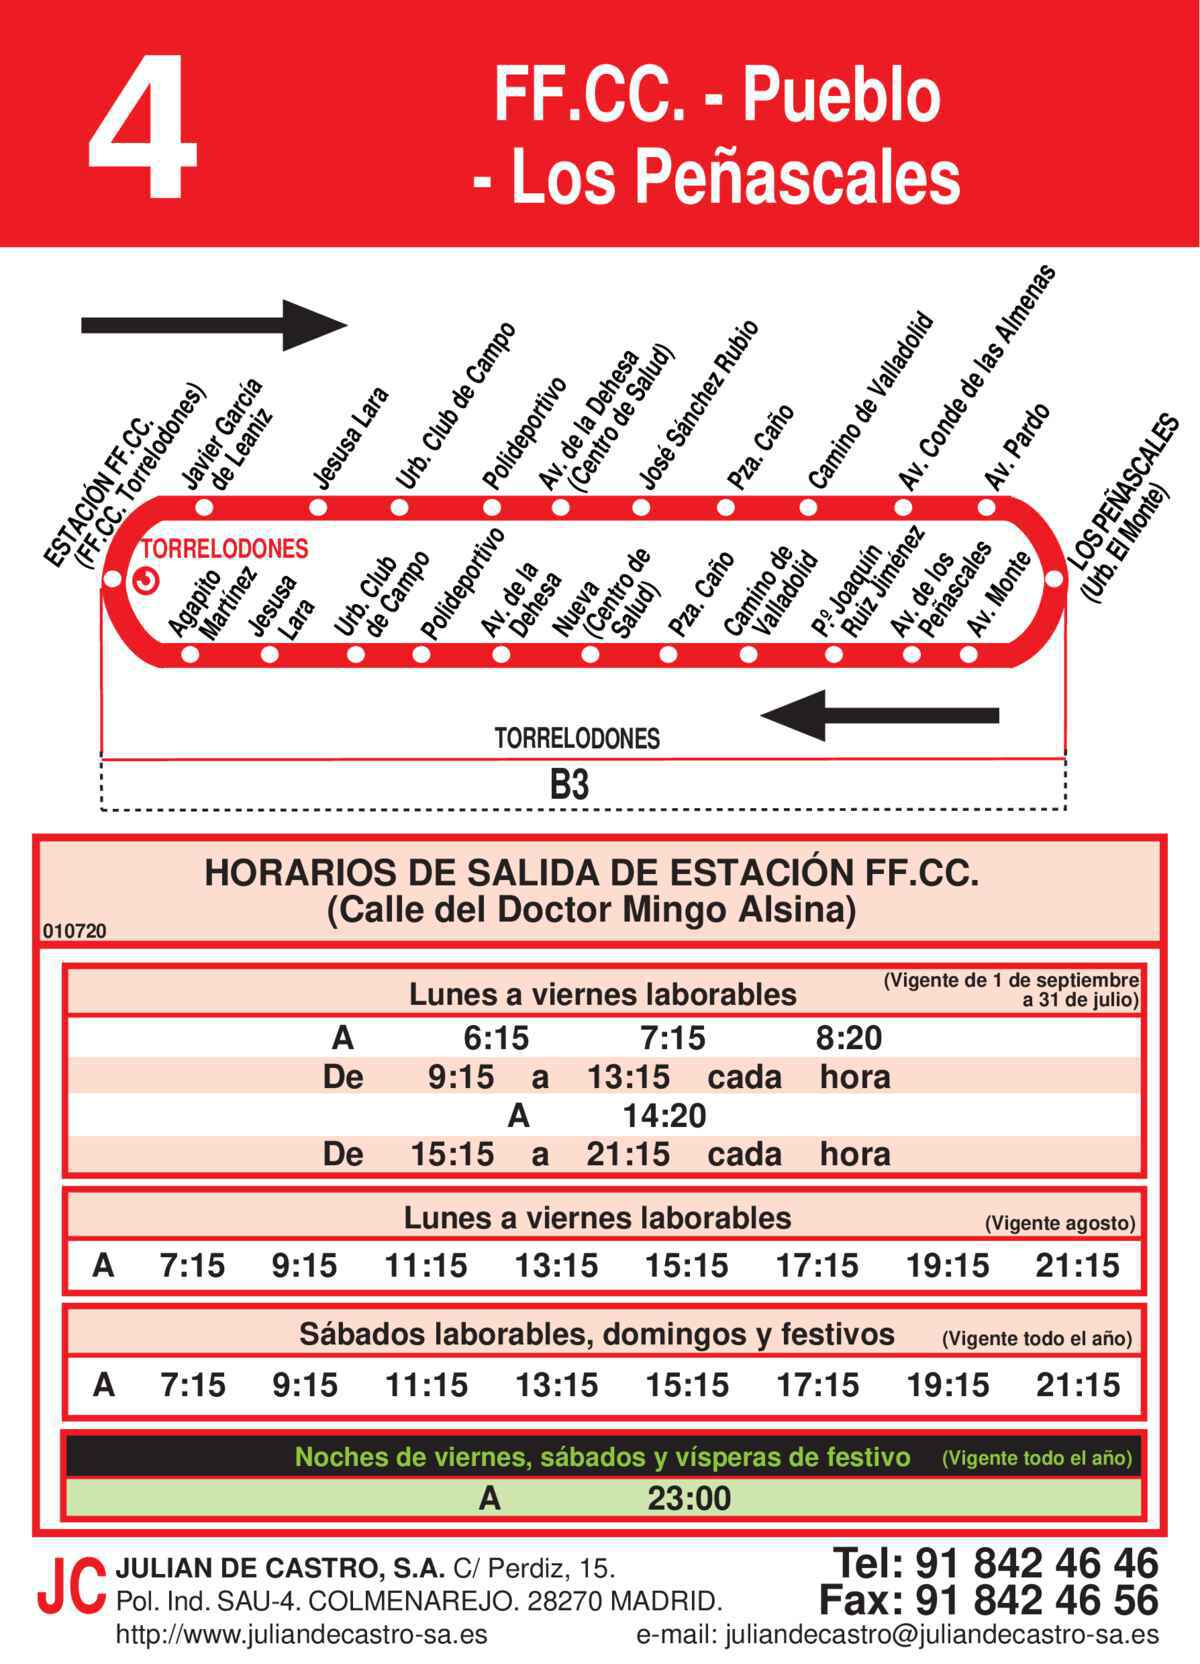 4
FF.CC. - Pueblo
- Los Peñascales
ESTACIÓN FF.CC.
(FF.CC. Torrelodones)
Javier García
de Leaniz
Jesusa Lara
Urb. Club de Campo
Polideportivo
Av. de la Dehesa
(Centro de Salud)
José Sánchez Rubio
Pza. Caño
Camino de Valladolid
Av. Conde de las Almenas
Av. Pardo
LOS PEÑASCALES
(Urb. El Monte)
TORRELODONES
Agapito
Martínez
Jesusa
Lara
Urb. Club
de Campo
Polideportivo
Av. de la
Dehesa
Nueva
(Centro de
Salud)
Pza. Caño
Camino de
Valladolid
Pº. Joaquín
Ruiz Jiménez
Av. de los
Peñascales
Av. Monte
TORRELODONES
B3
HORARIOS DE SALIDA DE ESTACIÓN FF.CC.
(Calle del Doctor Mingo Alsina)
010720
Lunes a viernes laborables
(Vigente de 1 de septiembre
a 31 de julio)
A 6:15 7:15 8:20
De 9:15 a 13:15 cada hora
A 14:20
De 15:15 a 21:15 cada hora
Lunes a viernes laborables (Vigente agosto)
A 7:15 9:15 11:15 13:15 15:15 17:15 19:15 21:15
Sábados laborables, domingos y festivos (Vigente todo el año)
A 7:15 9:15 11:15 13:15 15:15 17:15 19:15 21:15
Noches de viernes, sábados y vísperas de festivo (Vigente todo el año)
A 23:00
JC
JULIAN DE CASTRO, S.A. C/ Perdiz, 15.
Pol. Ind. SAU-4. COLMENAREJO. 28270 MADRID.
Tel: 91 842 46 46
Fax: 91 842 46 56
http://www.juliandecastro-sa.es e-mail: juliandecastro@juliandecastro-sa.es